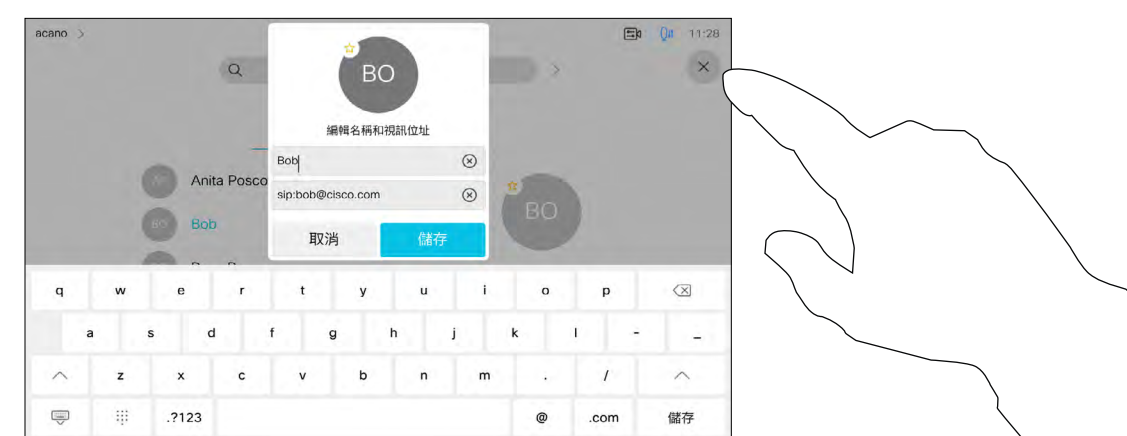 acano >
11:28
BO
編輯名稱和視訊位址
Bob
sip:bob@cisco.com
取消
儲存
Anita Posco
BO Bob
BO
q w e r t y u i o p
a s d f g h j k l - _
z x c v b n m . /
.?123 @ .com 儲存